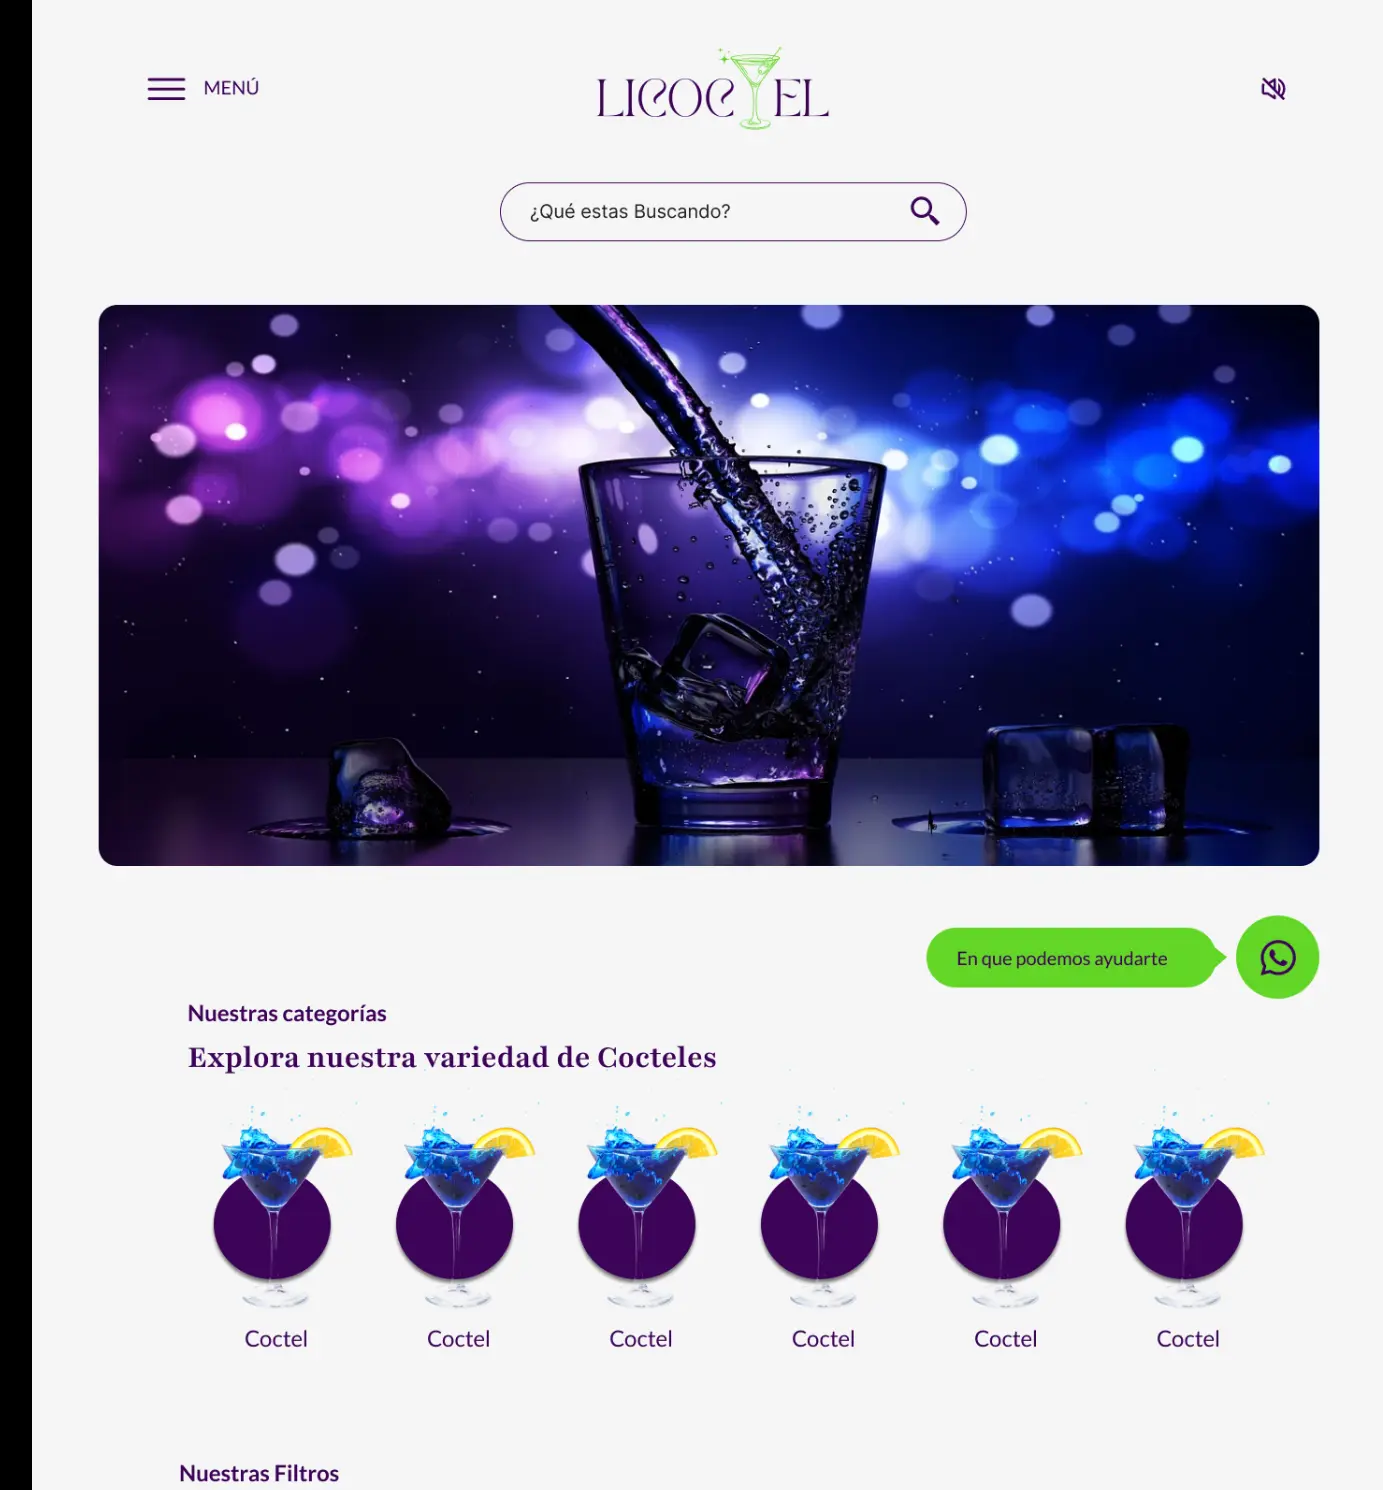 MENÚ
LICOCTEL
¿Qué estas Buscando?
En que podemos ayudarte
Nuestras categorías
Explora nuestra variedad de Cocteles
Coctel
Coctel
Coctel
Coctel
Coctel
Coctel
Nuestras Filtros